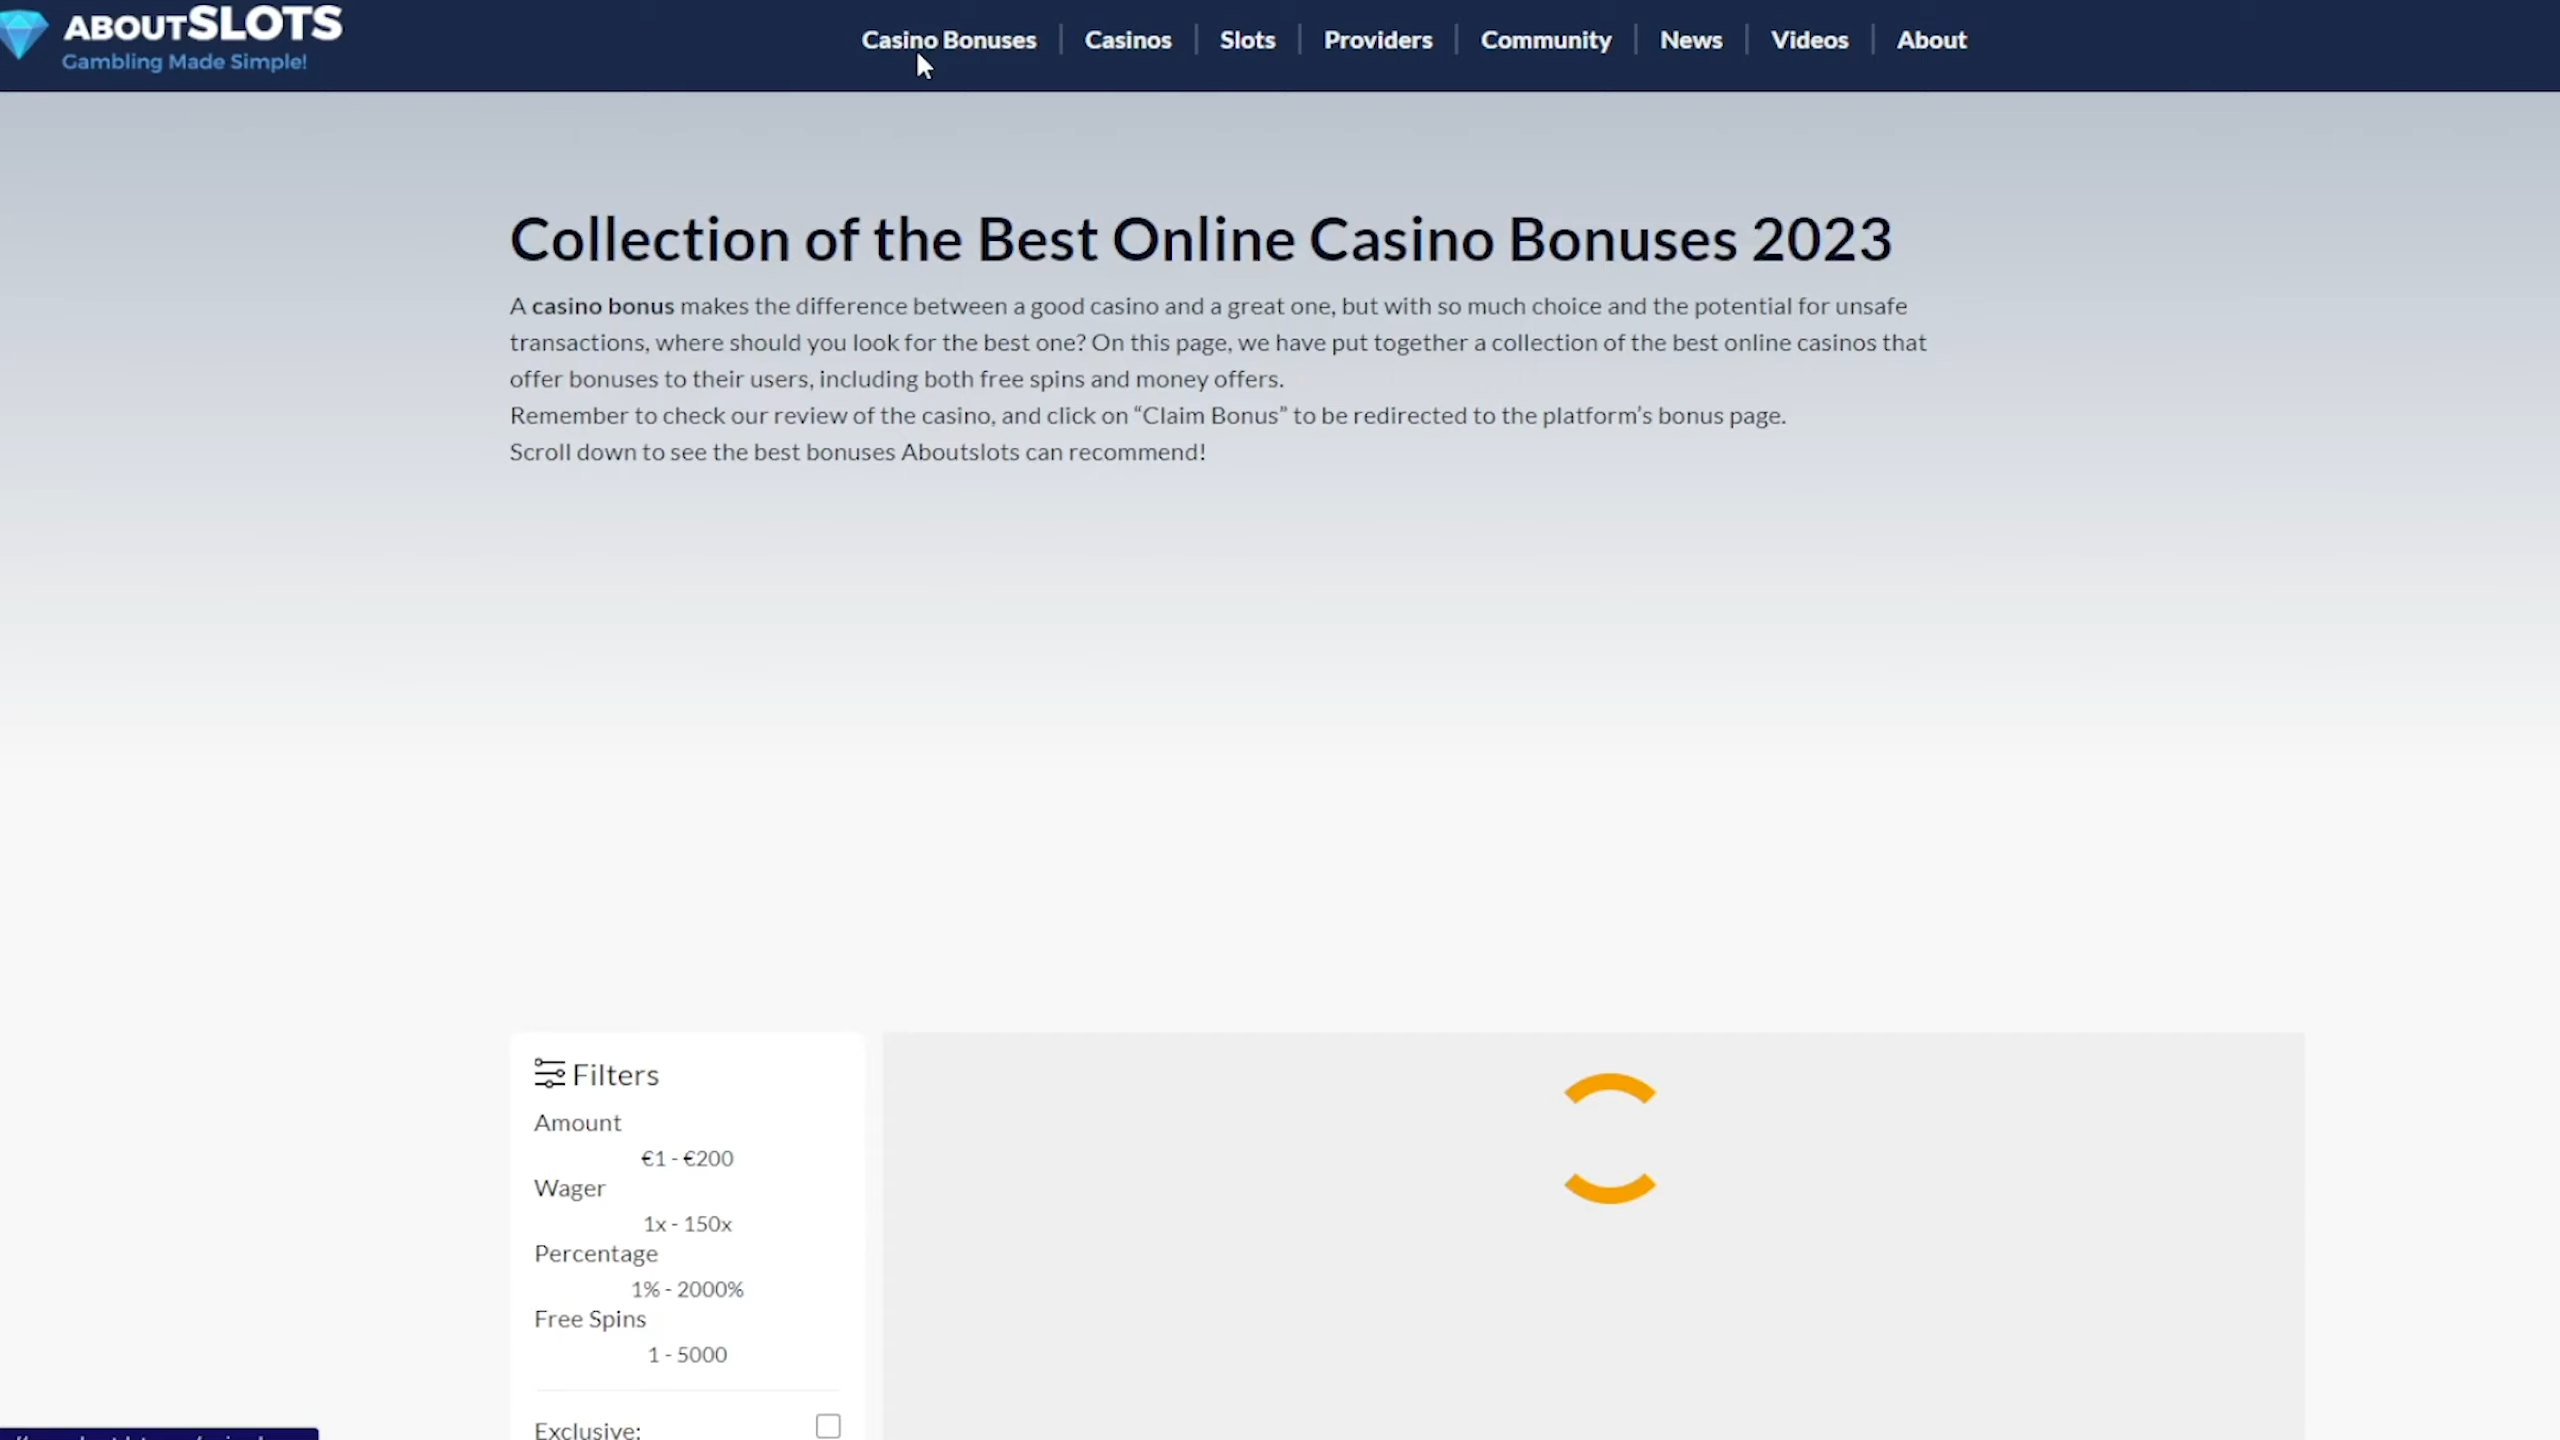 ABOUTSLOTS
Gambling Made Simple!
Casino Bonuses
Casinos
Slots
Providers
Community
News
Videos
About
Collection of the Best Online Casino Bonuses 2023
A casino bonus makes the difference between a good casino and a great one, but with so much choice and the potential for unsafe
transactions, where should you look for the best one? On this page, we have put together a collection of the best online casinos that
offer bonuses to their users, including both free spins and money offers.
Remember to check our review of the casino, and click on “Claim Bonus” to be redirected to the platform’s bonus page.
Scroll down to see the best bonuses Aboutslots can recommend!
Filters
Amount
€1 - €200
Wager
1x - 150x
Percentage
1% - 2000%
Free Spins
1 - 5000
Exclusive: